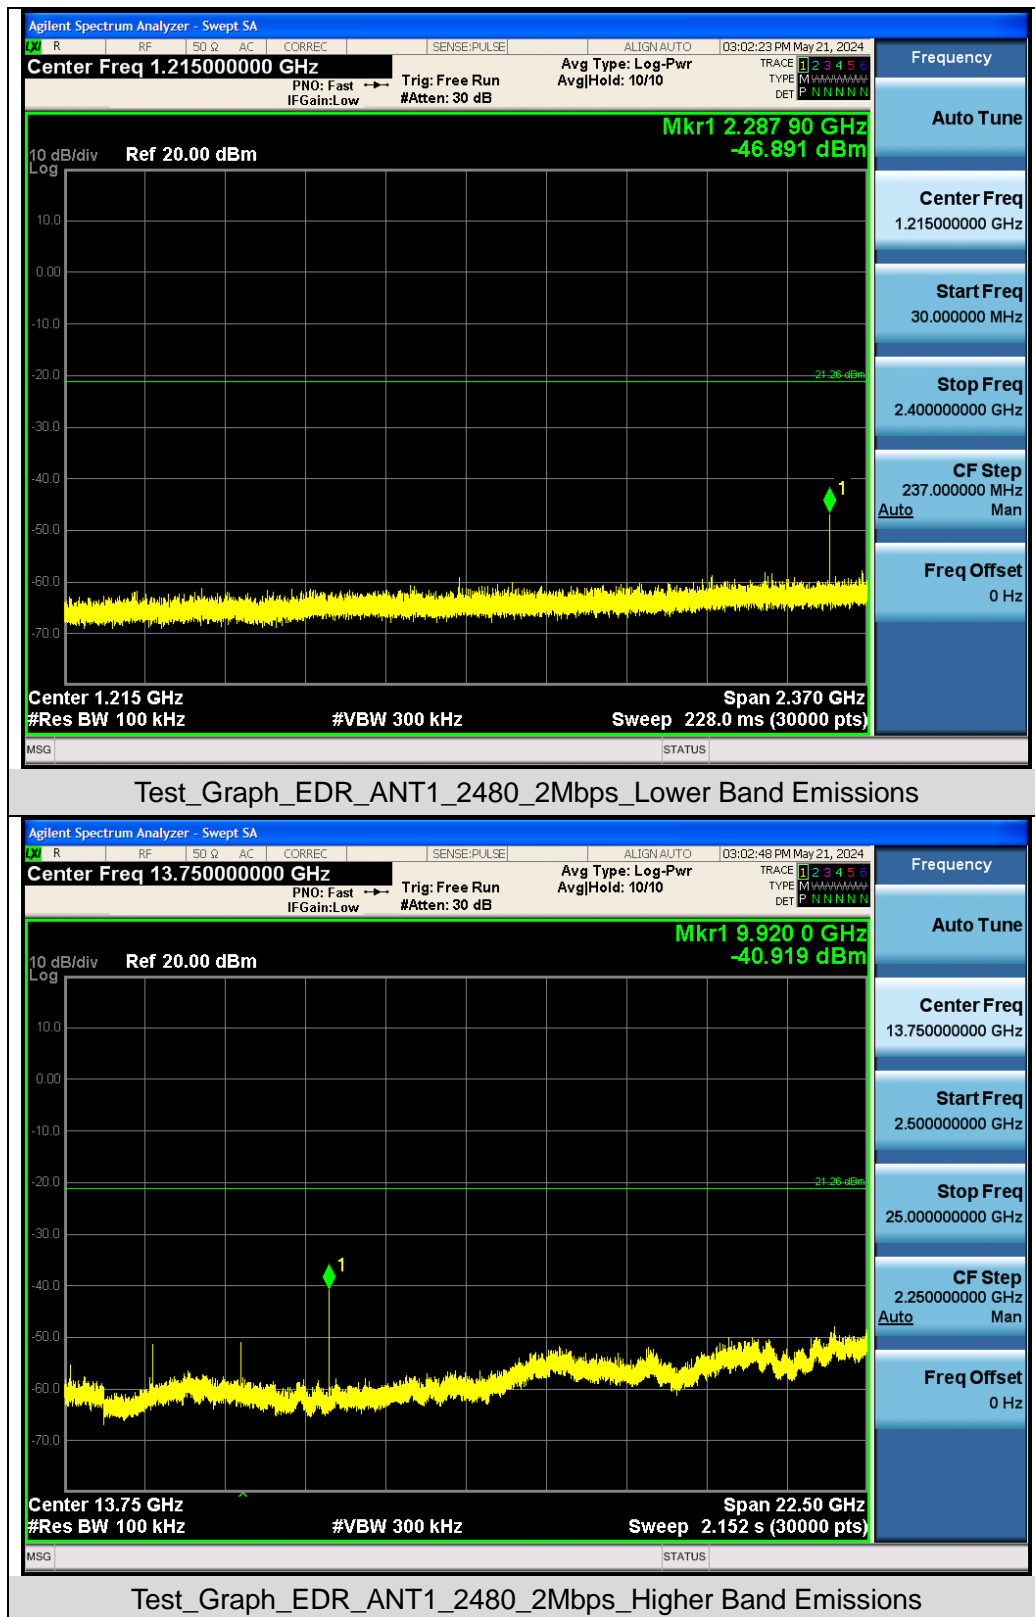 Agilent Spectrum Analyzer - Swept SA
LXI R RF 50 Ω AC CORREC SENSE:PULSE ALIGN AUTO 03:02:23 PM May 21, 2024
Center Freq 1.215000000 GHz
PNO: Fast
IFGain:Low
Trig: Free Run
#Atten: 30 dB
Avg Type: Log-Pwr
Avg|Hold: 10/10
TRACE 1 2 3 4 5 6
TYPE M
DET P N N N N N
Mkr1 2.287 90 GHz
-46.891 dBm
10 dB/div Ref 20.00 dBm
Log
10.0
0.00
-10.0
-20.0
-21.26 dBm
-30.0
-40.0
1
-50.0
-60.0
-70.0
Center 1.215 GHz Span 2.370 GHz
#Res BW 100 kHz #VBW 300 kHz Sweep 228.0 ms (30000 pts)
MSG STATUS
Frequency
Auto Tune
Center Freq
1.215000000 GHz
Start Freq
30.000000 MHz
Stop Freq
2.400000000 GHz
CF Step
237.000000 MHz
Auto Man
Freq Offset
0 Hz
Test_Graph_EDR_ANT1_2480_2Mbps_Lower Band Emissions
Agilent Spectrum Analyzer - Swept SA
LXI R RF 50 Ω AC CORREC SENSE:PULSE ALIGN AUTO 03:02:48 PM May 21, 2024
Center Freq 13.750000000 GHz
PNO: Fast
IFGain:Low
Trig: Free Run
#Atten: 30 dB
Avg Type: Log-Pwr
Avg|Hold: 10/10
TRACE 1 2 3 4 5 6
TYPE M
DET P N N N N N
Mkr1 9.920 0 GHz
-40.919 dBm
10 dB/div Ref 20.00 dBm
Log
10.0
0.00
-10.0
-20.0
-21.26 dBm
-30.0
1
-40.0
-50.0
-60.0
-70.0
Center 13.75 GHz Span 22.50 GHz
#Res BW 100 kHz #VBW 300 kHz Sweep 2.152 s (30000 pts)
MSG STATUS
Frequency
Auto Tune
Center Freq
13.750000000 GHz
Start Freq
2.500000000 GHz
Stop Freq
25.000000000 GHz
CF Step
2.250000000 GHz
Auto Man
Freq Offset
0 Hz
Test_Graph_EDR_ANT1_2480_2Mbps_Higher Band Emissions